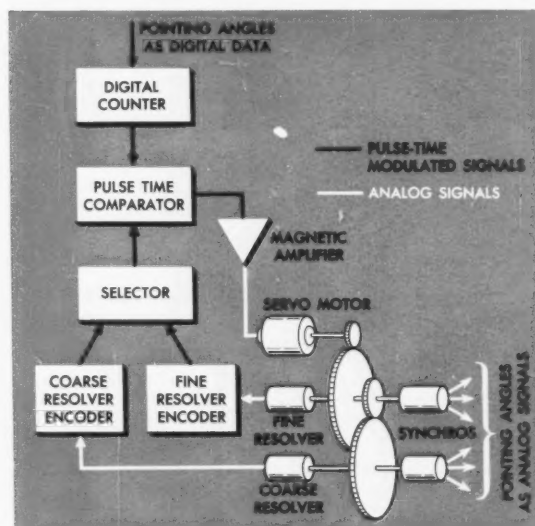 POINTING ANGLES
AS DIGITAL DATA
DIGITAL
COUNTER
PULSE-TIME
MODULATED SIGNALS
ANALOG SIGNALS
PULSE TIME
COMPARATOR
MAGNETIC
AMPLIFIER
SELECTOR
SERVO MOTOR
COARSE
RESOLVER
ENCODER
FINE
RESOLVER
ENCODER
FINE
RESOLVER
SYNCHROS
COARSE
RESOLVER
POINTING ANGLES
AS ANALOG SIGNALS